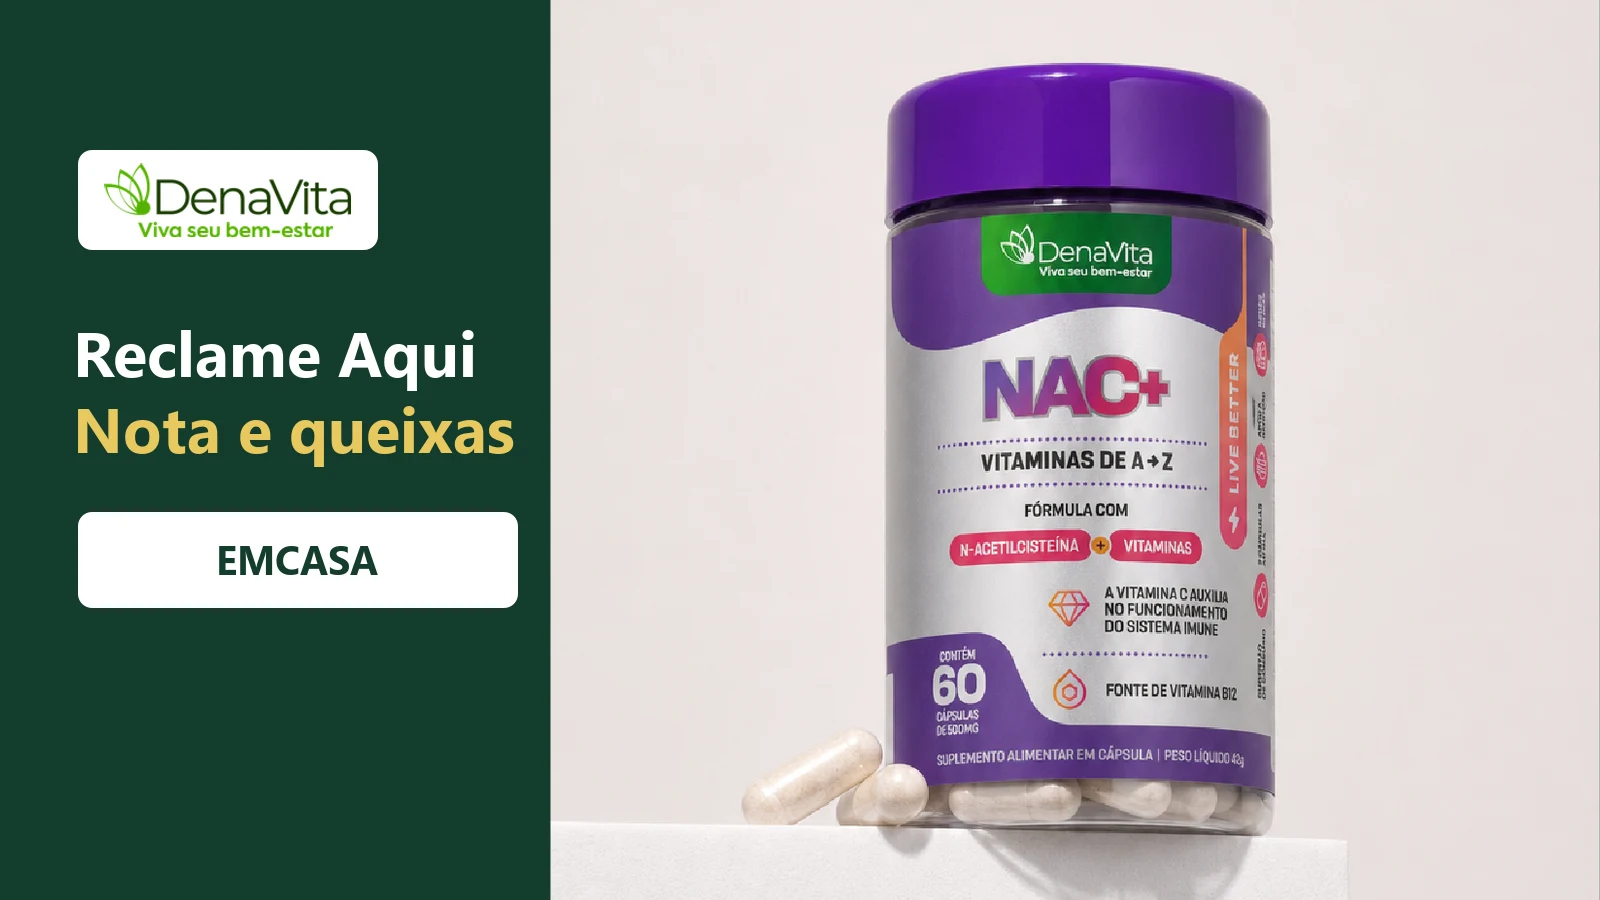 DenaVita
Viva seu bem-estar
Reclame Aqui
Nota e queixas
EMCASA
DenaVita
Viva seu bem-estar
NAC+
VITAMINAS DE A➔Z
FÓRMULA COM
N-ACETILCISTEÍNA + VITAMINAS
A VITAMINA C AUXILIA
NO FUNCIONAMENTO
DO SISTEMA IMUNE
FONTE DE VITAMINA B12
CONTÉM
60
CÁPSULAS
DE 500MG
SUPLEMENTO ALIMENTAR EM CÁPSULA | PESO LÍQUIDO 42g
LIVE BETTER